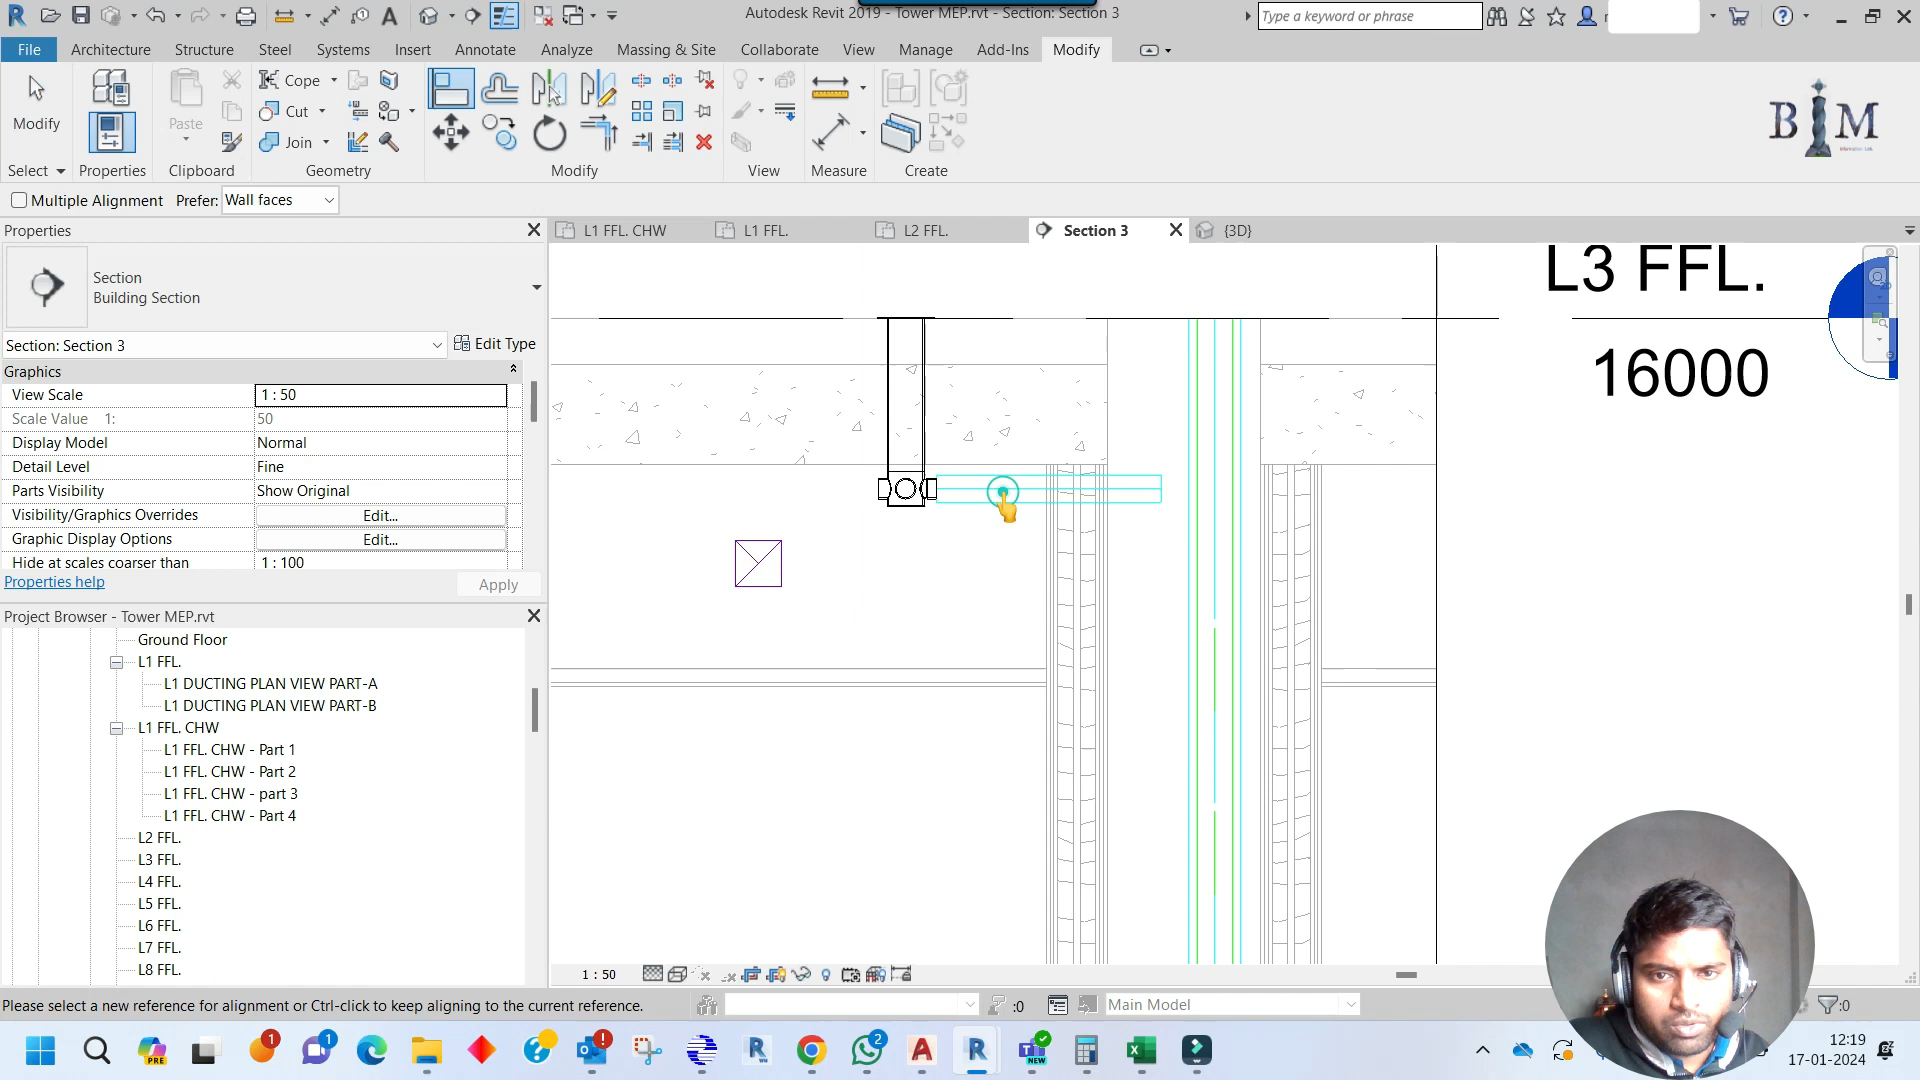 Autodesk Revit 2019 - Tower MEP.rvt - Section: Section 3
Type a keyword or phrase
File Architecture Structure Steel Systems Insert Annotate Analyze Massing & Site Collaborate View Manage Add-Ins Modify
Modify
Paste
Cope
Cut
Join
Select Properties Clipboard Geometry Modify View Measure Create
BIM
Multiple Alignment Prefer: Wall faces
Properties
L1 FFL. CHW L1 FFL. L2 FFL. Section 3 {3D}
Section
Building Section
Section: Section 3 Edit Type
Graphics
View Scale 1 : 50
Scale Value 1: 50
Display Model Normal
Detail Level Fine
Parts Visibility Show Original
Visibility/Graphics Overrides Edit...
Graphic Display Options Edit...
Hide at scales coarser than 1 : 100
Properties help Apply
L3 FFL.
16000
Project Browser - Tower MEP.rvt
Ground Floor
L1 FFL.
L1 DUCTING PLAN VIEW PART-A
L1 DUCTING PLAN VIEW PART-B
L1 FFL. CHW
L1 FFL. CHW - Part 1
L1 FFL. CHW - Part 2
L1 FFL. CHW - part 3
L1 FFL. CHW - Part 4
L2 FFL.
L3 FFL.
L4 FFL.
L5 FFL.
L6 FFL.
L7 FFL.
L8 FFL.
1 : 50
Please select a new reference for alignment or Ctrl-click to keep aligning to the current reference.
:0
Main Model
:0
PRE
1
1
2
NEW
12:19
17-01-2024